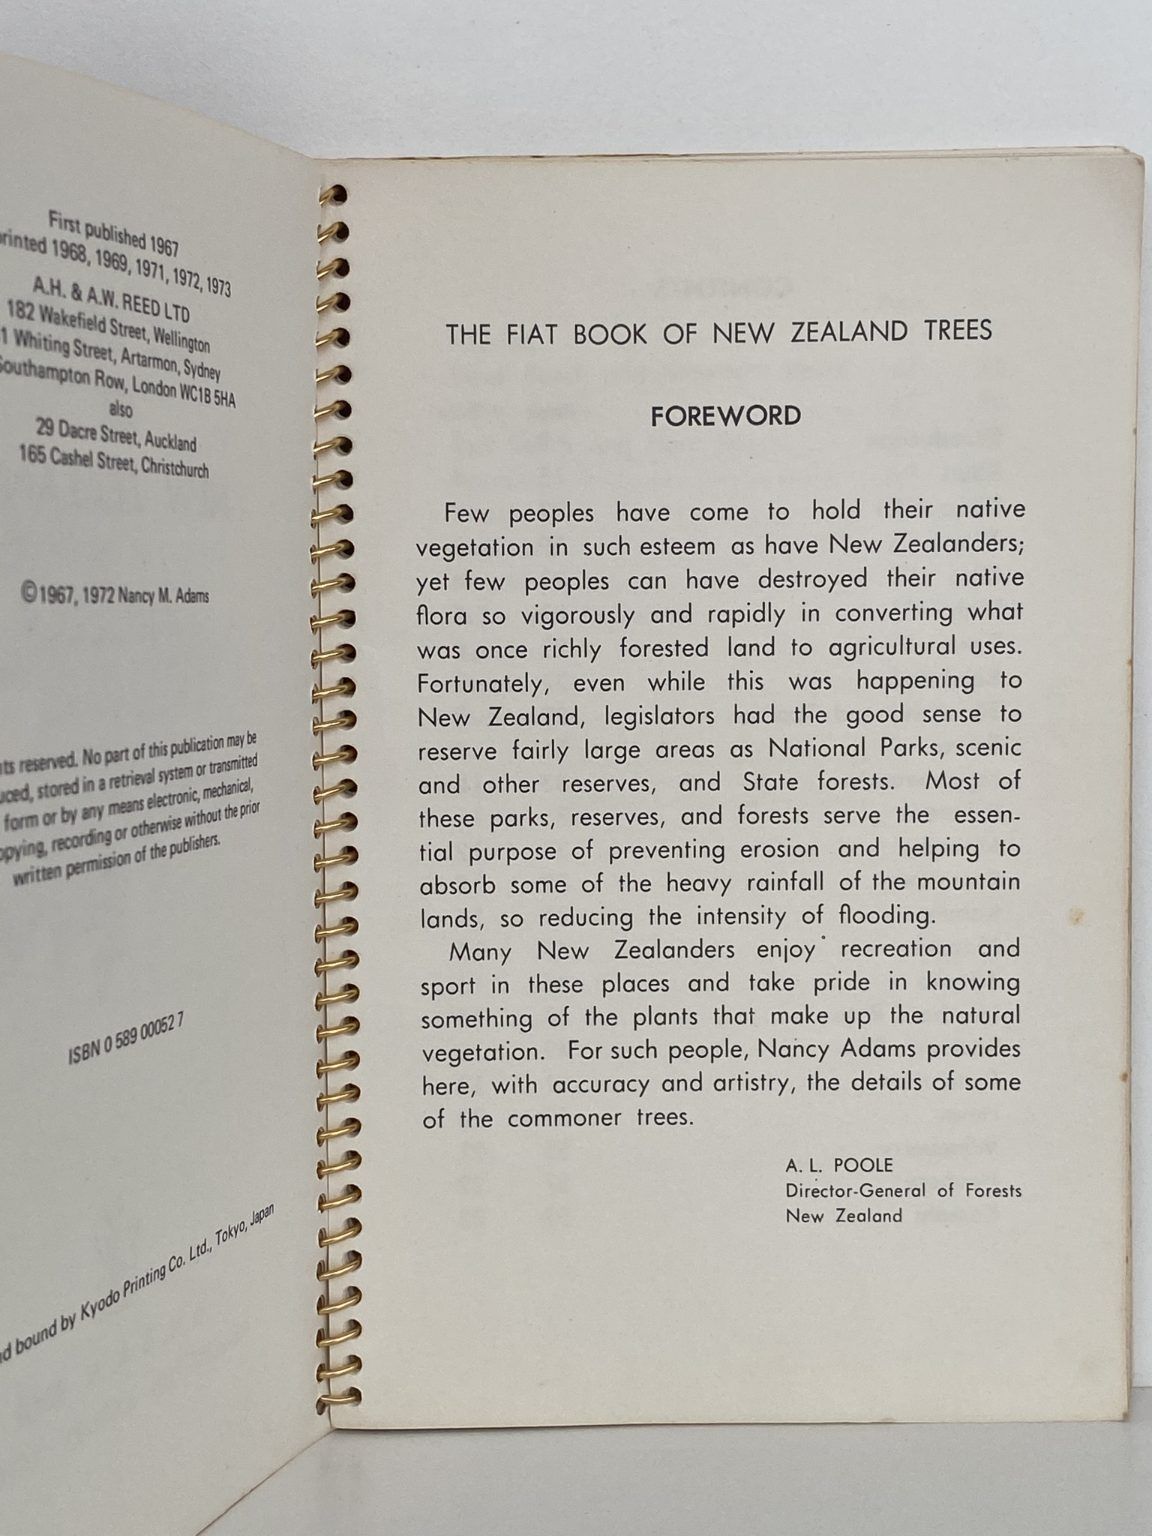 First published 1967
1968, 1969, 1971, 1972, 1973
A.H. & A.W. REED LTD
182 Wakefield Street, Wellington
Whiting Street, Artarmon, Sydney
Southampton Row, London WC1B 5HA
also
29 Dacre Street, Auckland
165 Cashel Street, Christchurch
©1967, 1972 Nancy M. Adams
reserved. No part of this publication may be
stored in a retrieval system or transmitted
form or by any means electronic, mechanical,
recording or otherwise without the prior
written permission of the publishers.
ISBN 0 589 00052 7
bound by Kyodo Printing Co. Ltd., Tokyo, Japan
THE FIAT BOOK OF NEW ZEALAND TREES
FOREWORD
Few peoples have come to hold their native
vegetation in such esteem as have New Zealanders;
yet few peoples can have destroyed their native
flora so vigorously and rapidly in converting what
was once richly forested land to agricultural uses.
Fortunately, even while this was happening to
New Zealand, legislators had the good sense to
reserve fairly large areas as National Parks, scenic
and other reserves, and State forests. Most of
these parks, reserves, and forests serve the essen-
tial purpose of preventing erosion and helping to
absorb some of the heavy rainfall of the mountain
lands, so reducing the intensity of flooding.
Many New Zealanders enjoy recreation and
sport in these places and take pride in knowing
something of the plants that make up the natural
vegetation. For such people, Nancy Adams provides
here, with accuracy and artistry, the details of some
of the commoner trees.
A. L. POOLE
Director-General of Forests
New Zealand